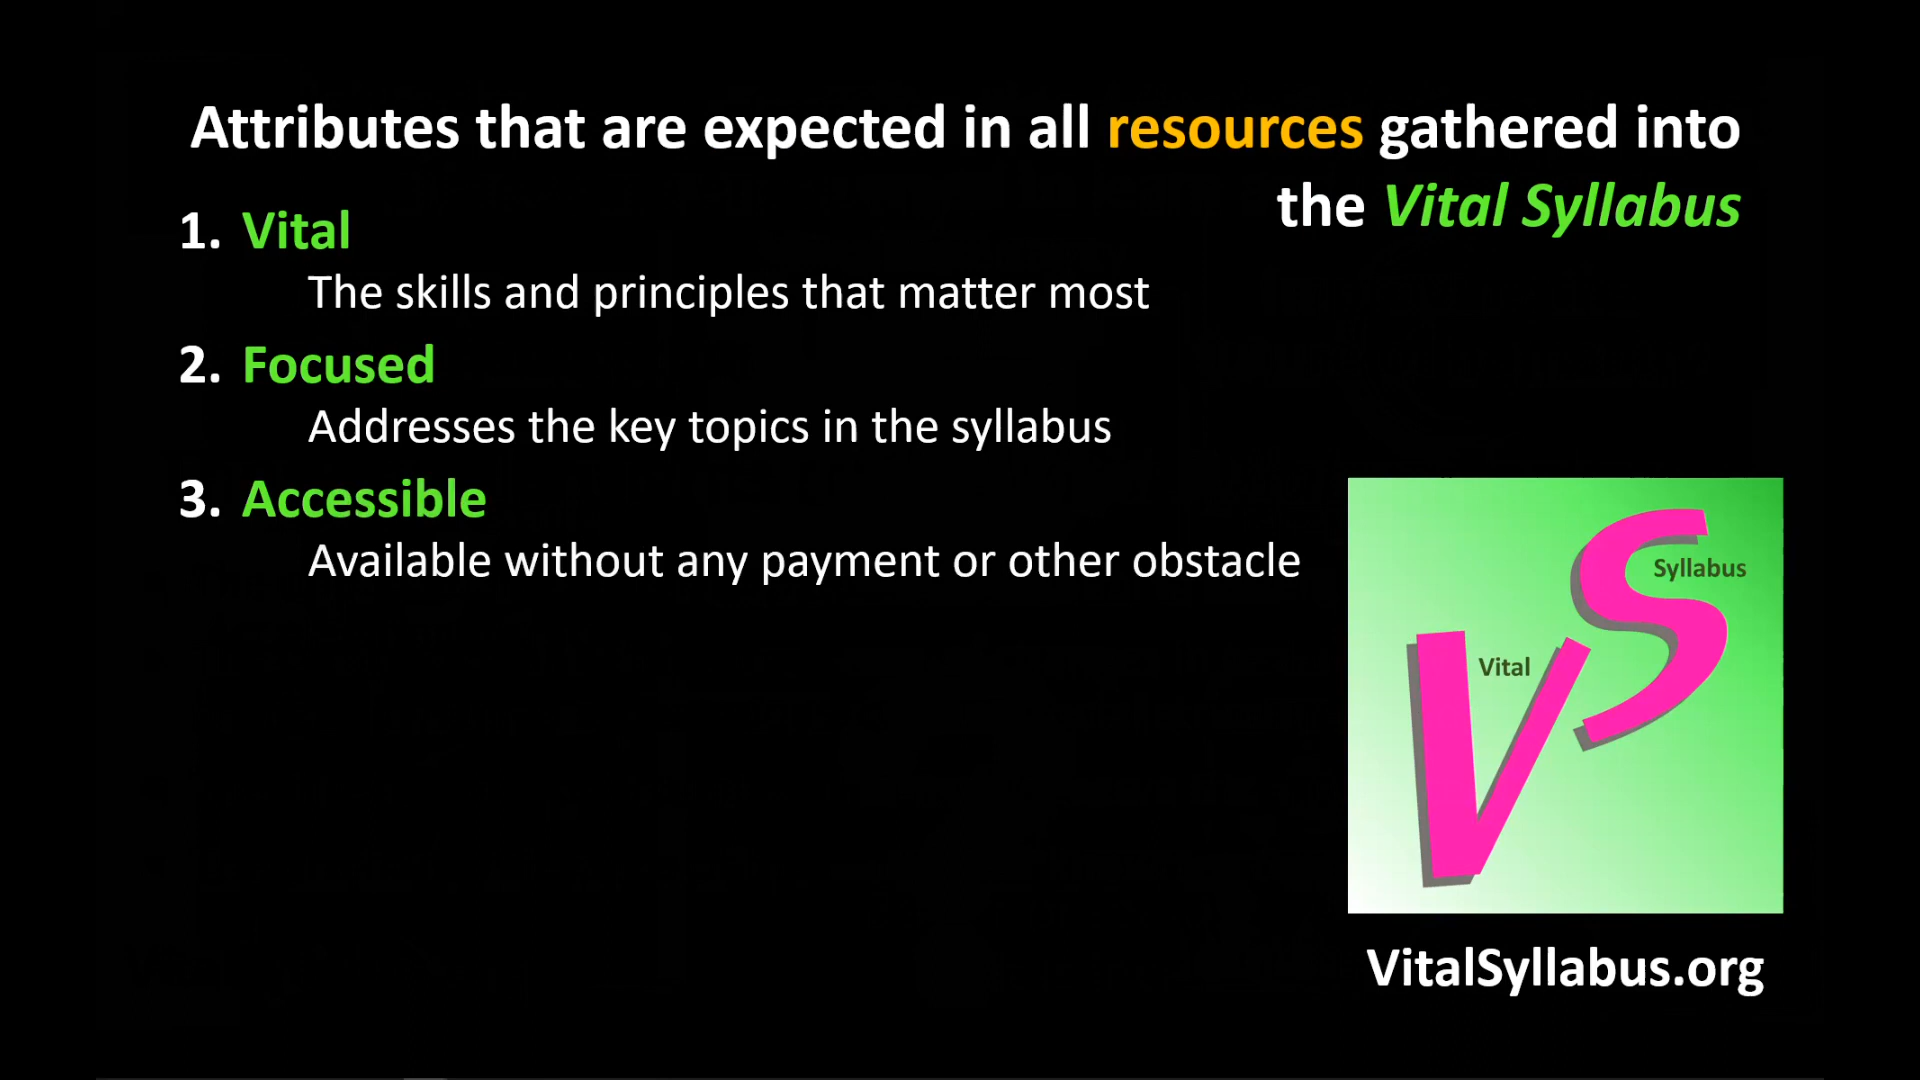 Attributes that are expected in all resources gathered into
the Vital Syllabus
1. Vital
The skills and principles that matter most
2. Focused
Addresses the key topics in the syllabus
3. Accessible
Available without any payment or other obstacle
S
Syllabus
V
Vital
VitalSyllabus.org